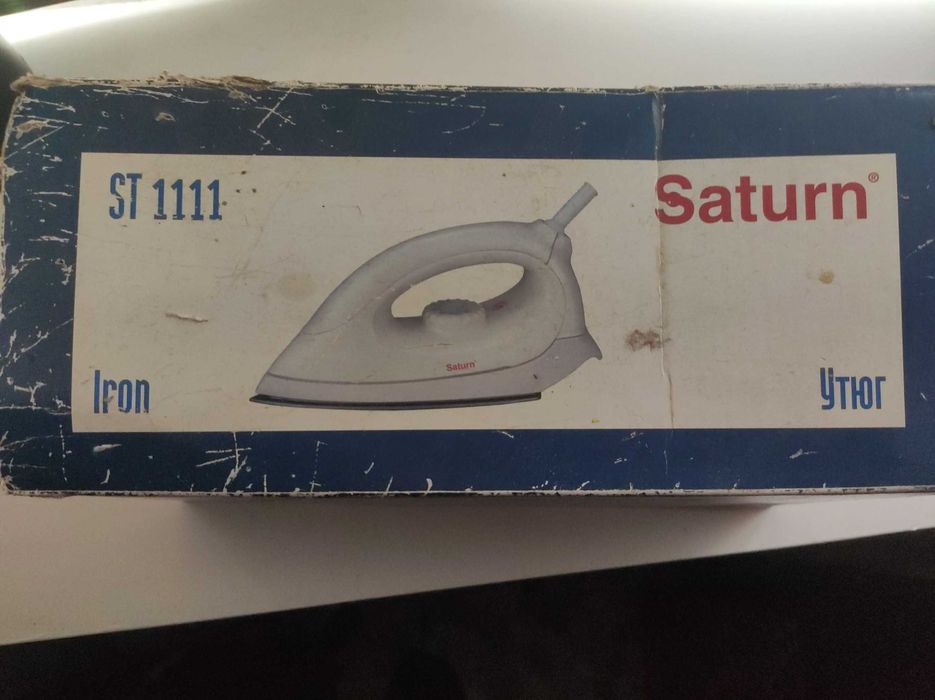 ST 1111
Saturn®
Saturn
Iron
Утюг